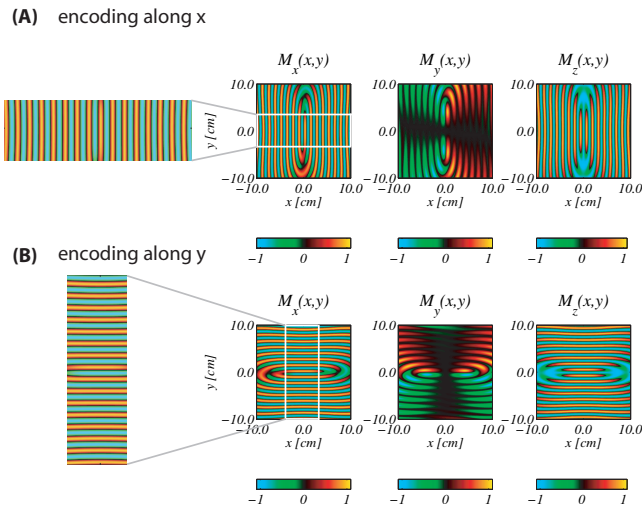 (A) encoding along x
M_x(x,y) M_y(x,y) M_z(x,y)
10.0 10.0 10.0
y [cm] 0.0 0.0 0.0
−10.0 −10.0 −10.0
−10.0 0.0 10.0 −10.0 0.0 10.0 −10.0 0.0 10.0
x [cm] x [cm] x [cm]
−1 0 1 −1 0 1 −1 0 1
(B) encoding along y
M_x(x,y) M_y(x,y) M_z(x,y)
10.0 10.0 10.0
y [cm] 0.0 0.0 0.0
−10.0 −10.0 −10.0
−10.0 0.0 10.0 −10.0 0.0 10.0 −10.0 0.0 10.0
x [cm] x [cm] x [cm]
−1 0 1 −1 0 1 −1 0 1